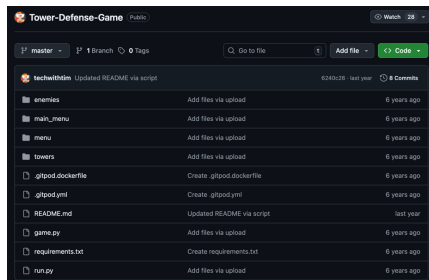 Tower-Defense-Game Public Watch 28
master 1 Branch 0 Tags Go to file t Add file Code
techwithtim Updated README via script 6240c26 · last year 8 Commits
enemies Add files via upload 6 years ago
main_menu Add files via upload 6 years ago
menu Add files via upload 6 years ago
towers Add files via upload 6 years ago
.gitpod.dockerfile Create .gitpod.dockerfile 6 years ago
.gitpod.yml Create .gitpod.yml 6 years ago
README.md Updated README via script last year
game.py Add files via upload 6 years ago
requirements.txt Create requirements.txt 6 years ago
run.py Add files via upload 6 years ago